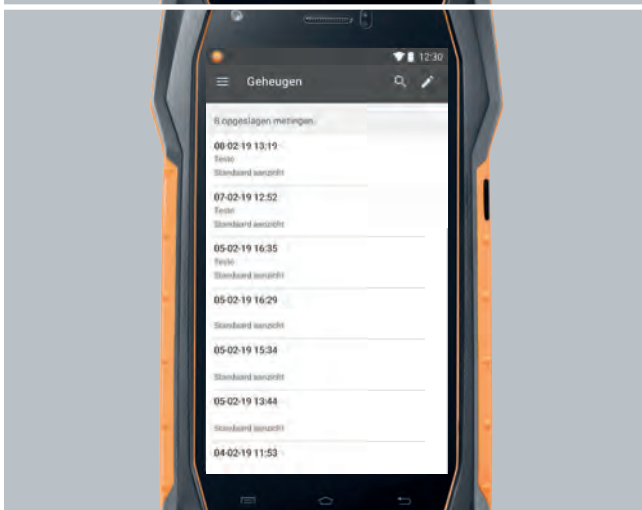 12:30
Geheugen
opgeslagen metingen.
08-02-19 13:19
Testo
Standaard aanzicht
07-02-19 12:52
Testo
Standaard aanzicht
05-02-19 16:35
Testo
Standaard aanzicht
05-02-19 16:29
Standaard aanzicht
05-02-19 15:34
Standaard aanzicht
05-02-19 13:44
Standaard aanzicht
04-02-19 11:53